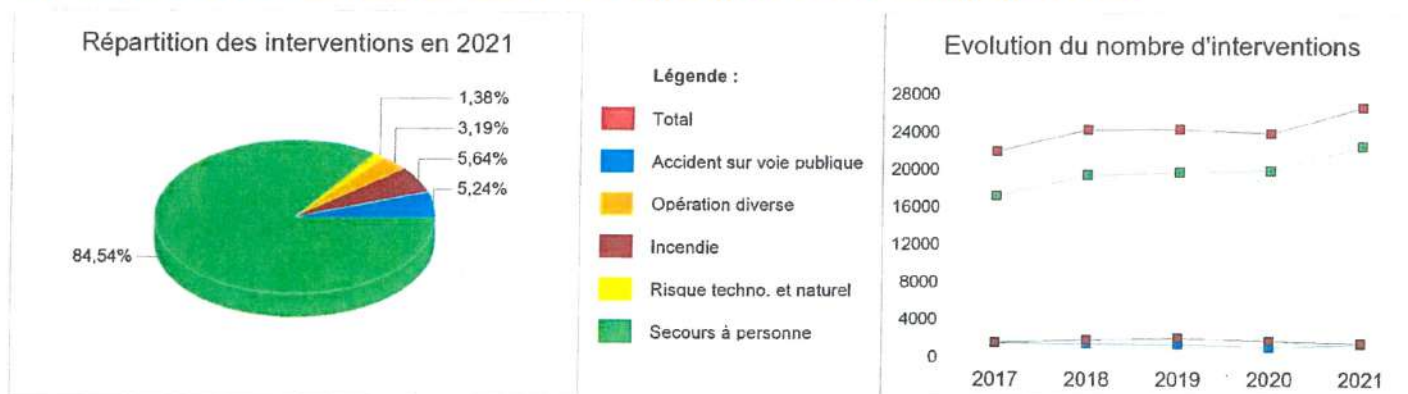 Répartition des interventions en 2021
1,38%
3,19%
5,64%
5,24%
84,54%
Légende :
Total
Accident sur voie publique
Opération diverse
Incendie
Risque techno. et naturel
Secours à personne
Evolution du nombre d'interventions
28000
24000
20000
16000
12000
8000
4000
0
2017 2018 2019 2020 2021